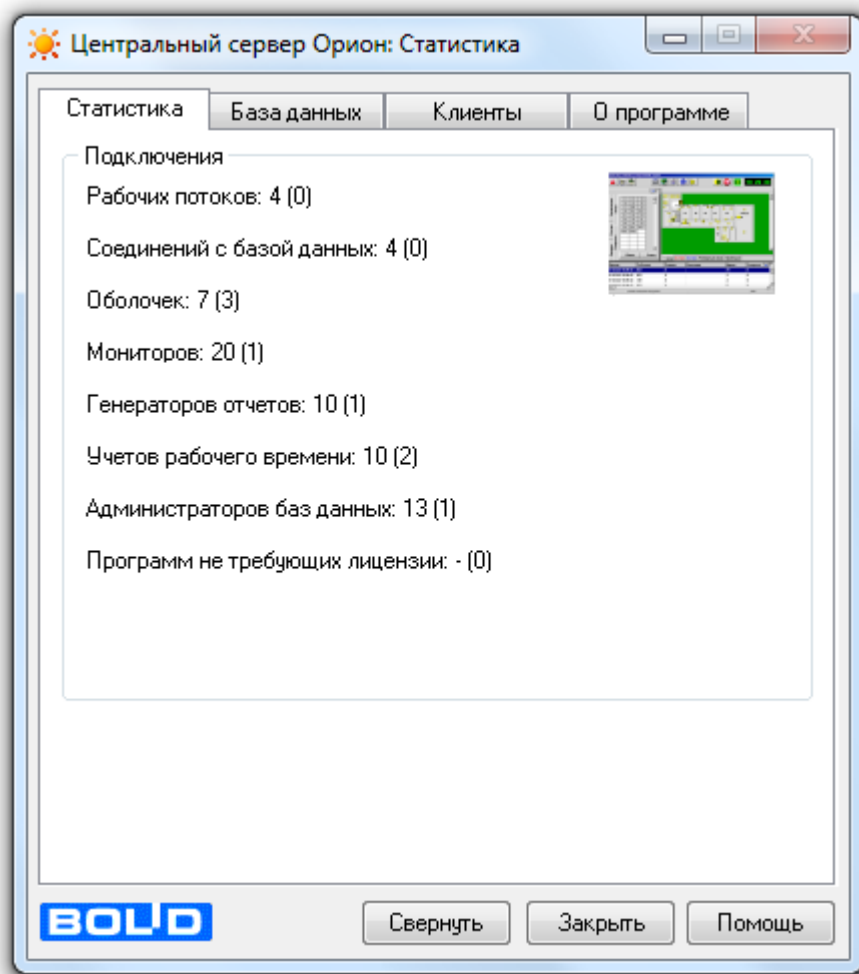 Центральный сервер Орион: Статистика
Статистика
База данных
Клиенты
О программе
Подключения
Рабочих потоков: 4 (0)
Соединений с базой данных: 4 (0)
Оболочек: 7 (3)
Мониторов: 20 (1)
Генераторов отчетов: 10 (1)
Учетов рабочего времени: 10 (2)
Администраторов баз данных: 13 (1)
Программ не требующих лицензии: - (0)
BOLID
Свернуть
Закрыть
Помощь